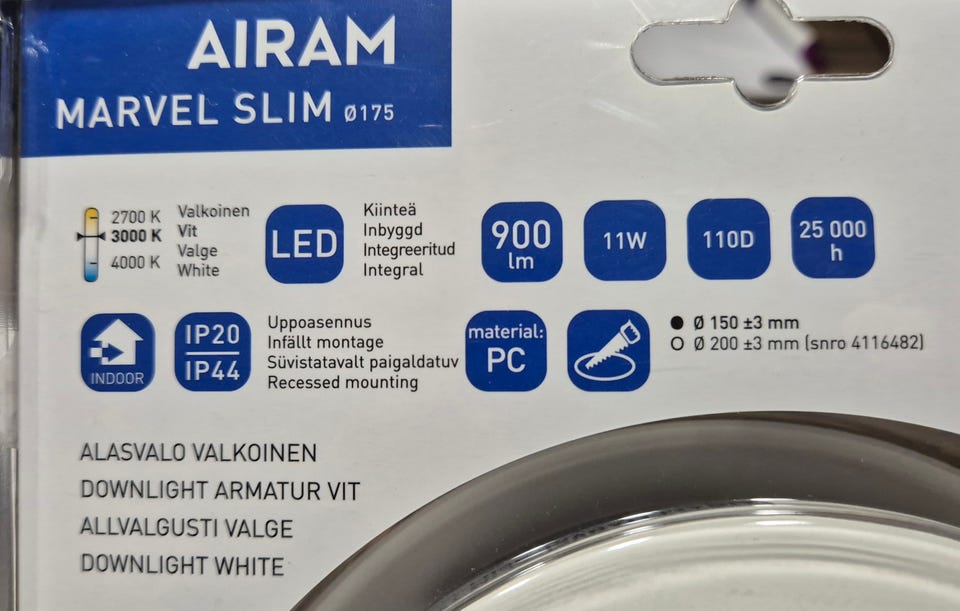 AIRAM
MARVEL SLIM Ø175
2700 K
3000 K
4000 K
Valkoinen
Vit
Valge
White
LED
Kiinteä
Inbyggd
Integreeritud
Integral
900
lm
11W
110D
25 000
h
INDOOR
IP20
IP44
Uppoasennus
Infällt montage
Süvistatavalt paigaldatuv
Recessed mounting
material:
PC
Ø 150 ±3 mm
Ø 200 ±3 mm (snro 4116482)
ALASVALO VALKOINEN
DOWNLIGHT ARMATUR VIT
ALLVALGUSTI VALGE
DOWNLIGHT WHITE